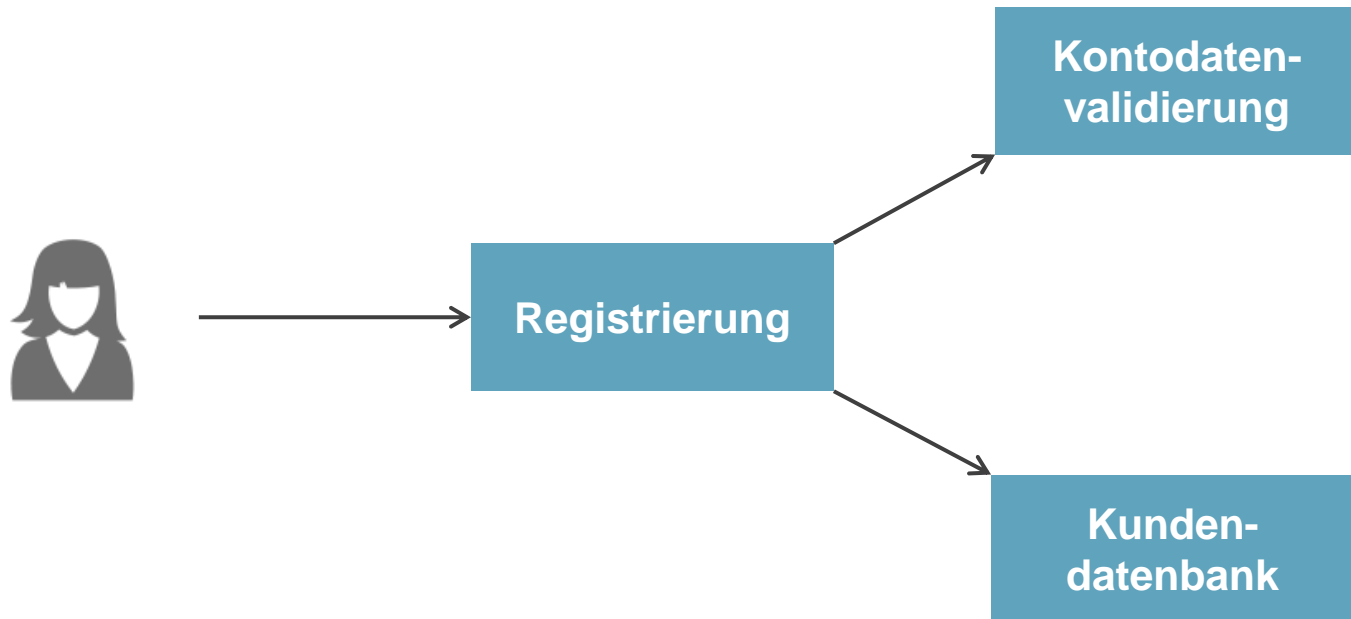 Kontodaten-
validierung
Registrierung
Kunden-
datenbank